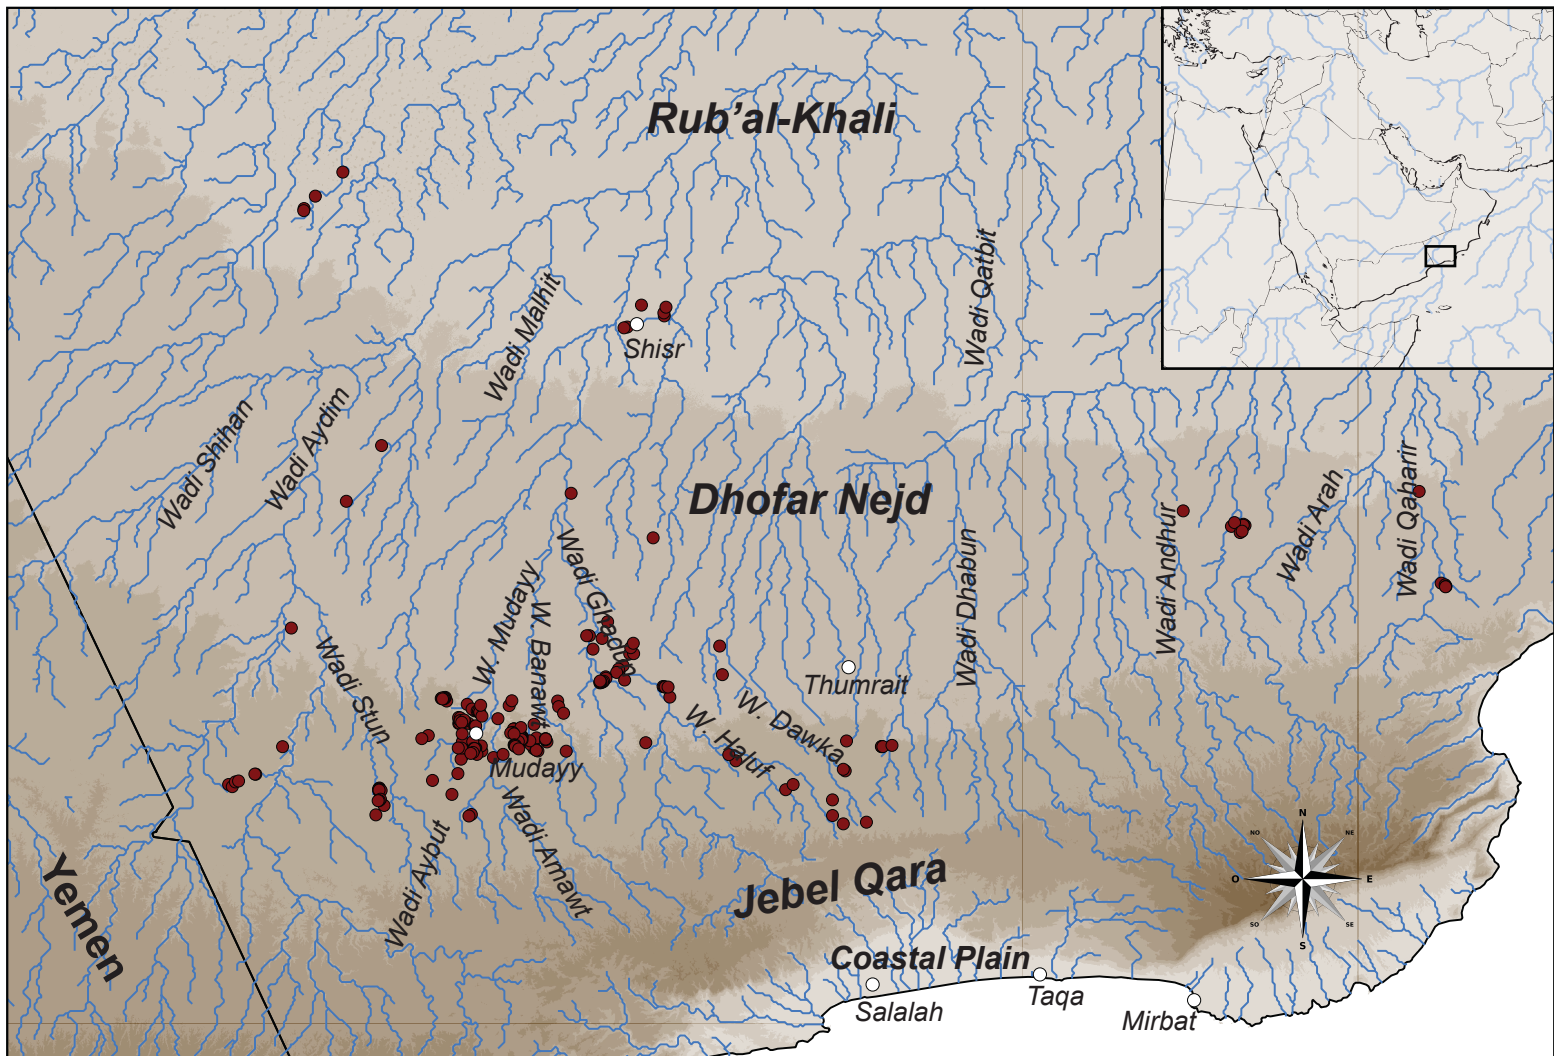 Rub'al-Khali
Wadi Qatbit
Wadi Malhit
Shisr
Wadi Shihan
Wadi Aydim
Dhofar Nejd
Wadi Andhur
Wadi Arah
Wadi Qaharir
Wadi Ghadun
Wadi Dhabun
W. Mudayy
W. Banawt
Wadi Stun
Thumrait
W. Dawka
W. Haluf
Mudayy
Wadi Aybut
Wadi Amawt
Yemen
Jebel Qara
N
NO
NE
O
E
SO
SE
S
Coastal Plain
Salalah
Taqa
Mirbat